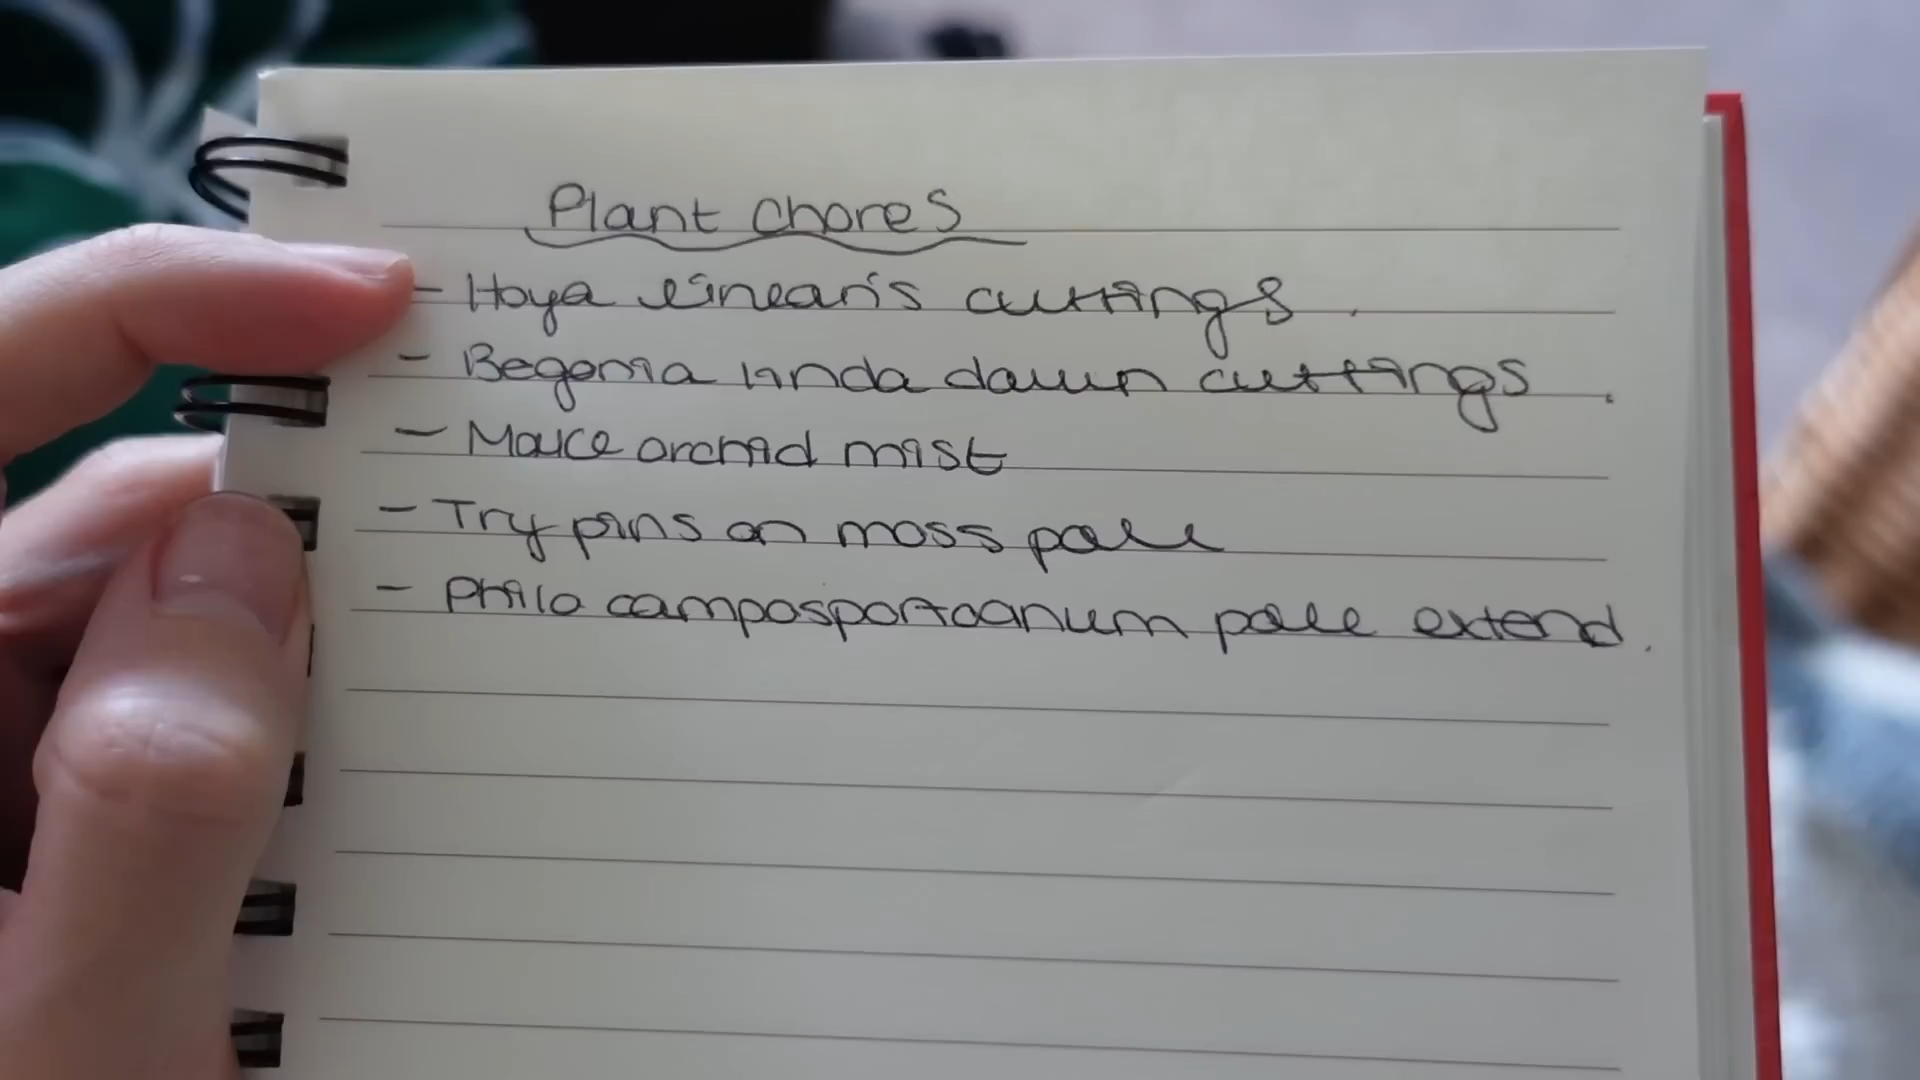 Plant chores
- Hoya linearis cuttings.
- Begonia linda dawn cuttings.
- Make orchid mist
- Try pins on moss pole
- Philo camposportoanum pole extend.